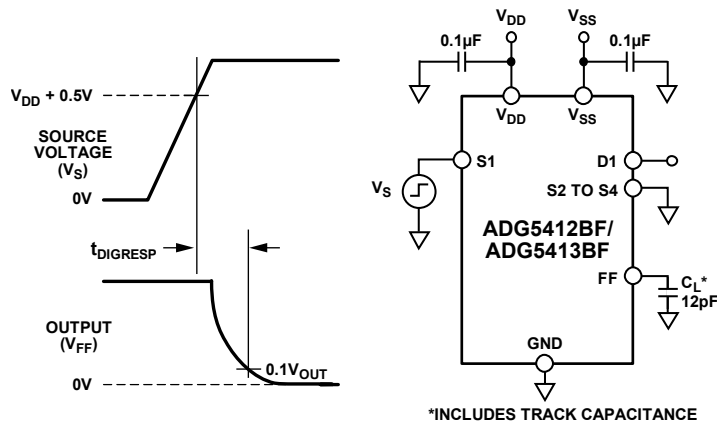 V_DD + 0.5V
SOURCE
VOLTAGE
(V_S)
0V
t_DIGRESP
OUTPUT
(V_FF)
0V
0.1V_OUT
V_DD
V_SS
0.1µF
0.1µF
V_DD
V_SS
S1
D1
V_S
S2 TO S4
ADG5412BF/
ADG5413BF
FF
C_L*
12pF
GND
*INCLUDES TRACK CAPACITANCE